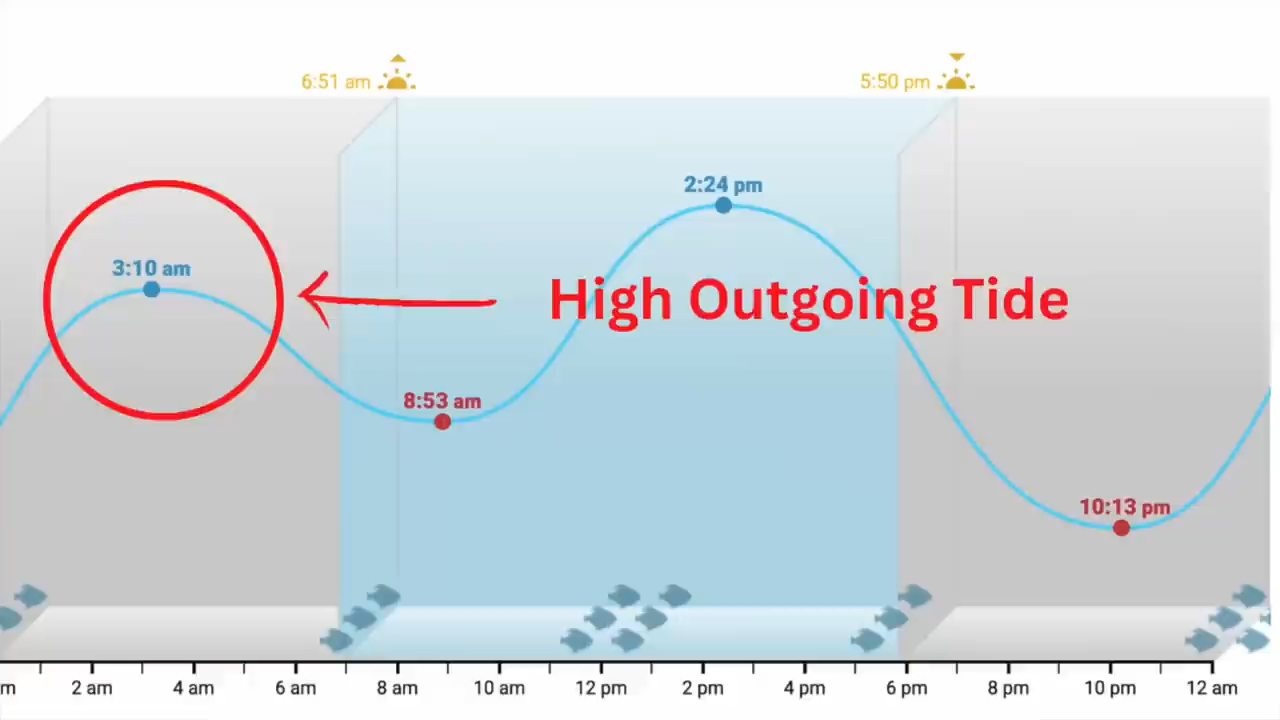 6:51 am
5:50 pm
2:24 pm
3:10 am
High Outgoing Tide
8:53 am
10:13 pm
m 2 am 4 am 6 am 8 am 10 am 12 pm 2 pm 4 pm 6 pm 8 pm 10 pm 12 am